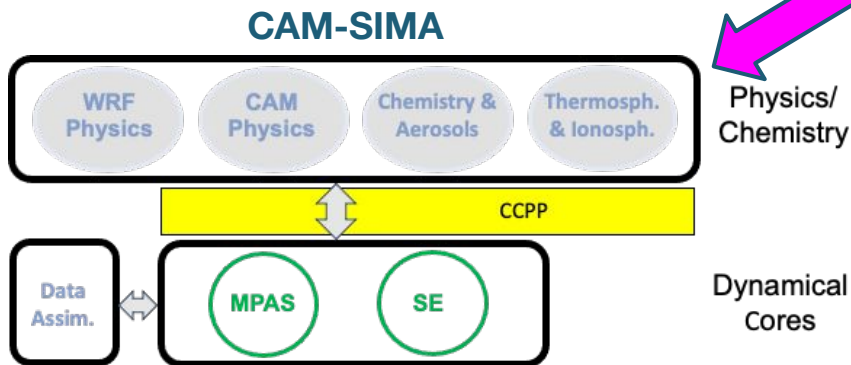 CAM-SIMA
WRF
Physics
CAM
Physics
Chemistry &
Aerosols
Thermosph.
& Ionosph.
Physics/
Chemistry
CCPP
Data
Assim.
MPAS
SE
Dynamical
Cores